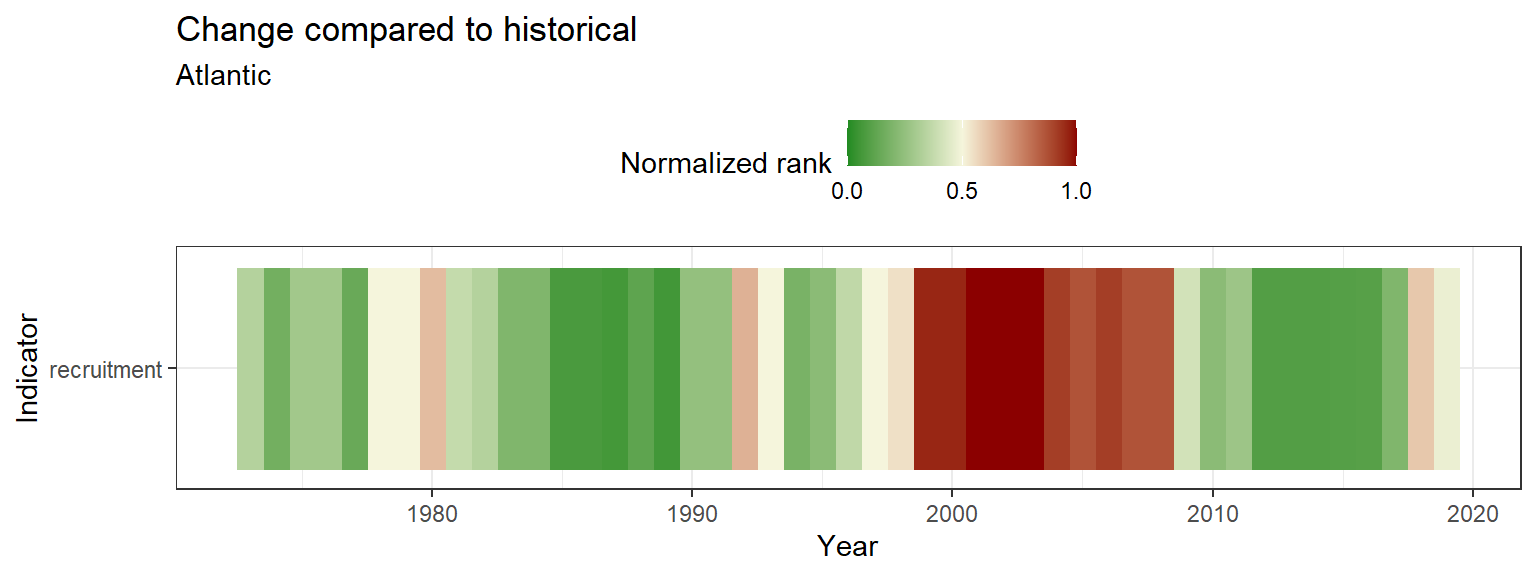 Change compared to historical
Atlantic
Normalized rank
0.0 0.5 1.0
Indicator
recruitment
1980 1990 2000 2010 2020
Year